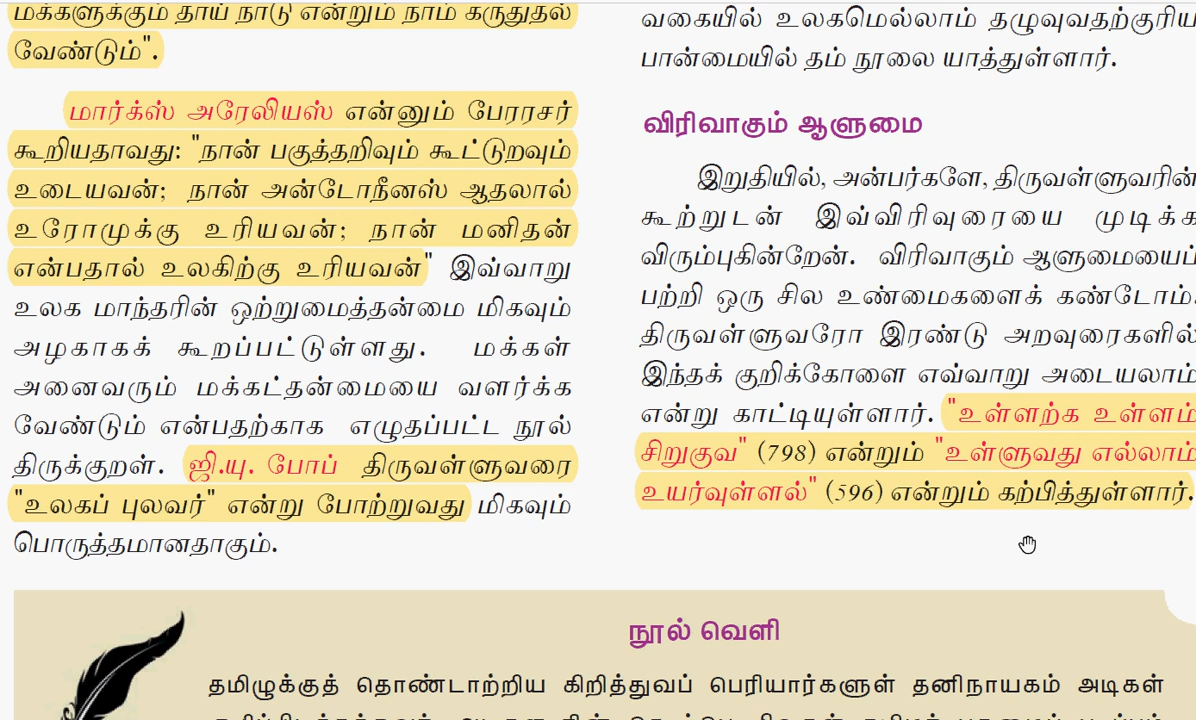 மக்களுக்கும் தாய் நாடு என்றும் நாம் கருதுதல்
வேண்டும்".
மார்க்ஸ் அரேலியஸ் என்னும் பேரரசர்
கூறியதாவது: "நான் பகுத்தறிவும் கூட்டுறவும்
உடையவன்; நான் அன்டோநீனஸ் ஆதலால்
உரோமுக்கு உரியவன்; நான் மனிதன்
என்பதால் உலகிற்கு உரியவன்" இவ்வாறு
உலக மாந்தரின் ஒற்றுமைத்தன்மை மிகவும்
அழகாகக் கூறப்பட்டுள்ளது. மக்கள்
அனைவரும் மக்கட்தன்மையை வளர்க்க
வேண்டும் என்பதற்காக எழுதப்பட்ட நூல்
திருக்குறள். ஜி.யு. போப் திருவள்ளுவரை
"உலகப் புலவர்" என்று போற்றுவது மிகவும்
பொருத்தமானதாகும்.
வகையில் உலகமெல்லாம் தழுவுவதற்குரிய
பான்மையில் தம் நூலை யாத்துள்ளார்.
விரிவாகும் ஆளுமை
இறுதியில், அன்பர்களே, திருவள்ளுவரின்
கூற்றுடன் இவ்விரிவுரையை முடிக்க
விரும்புகின்றேன். விரிவாகும் ஆளுமையைப்
பற்றி ஒரு சில உண்மைகளைக் கண்டோம்.
திருவள்ளுவரோ இரண்டு அறவுரைகளில்
இந்தக் குறிக்கோளை எவ்வாறு அடையலாம்
என்று காட்டியுள்ளார். "உள்ளற்க உள்ளம்
சிறுகுவ" (798) என்றும் "உள்ளுவது எல்லாம்
உயர்வுள்ளல்" (596) என்றும் கற்பித்துள்ளார்.
நூல் வெளி
தமிழுக்குத் தொண்டாற்றிய கிறித்துவப் பெரியார்களுள் தனிநாயகம் அடிகள்